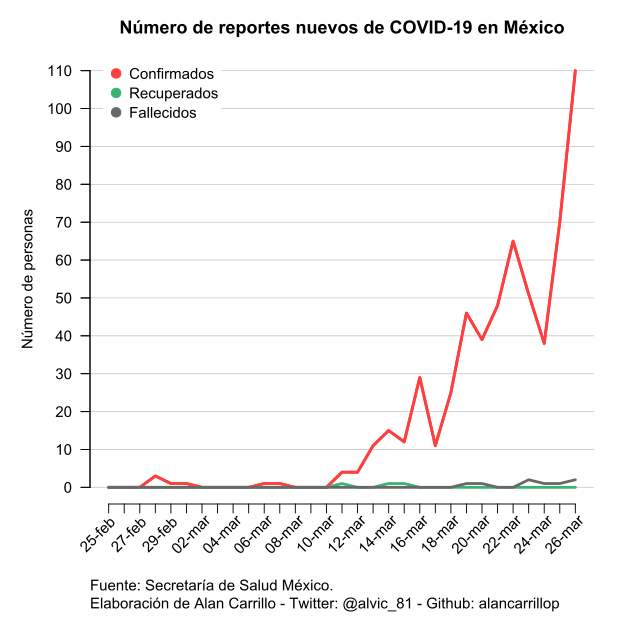 Número de reportes nuevos de COVID-19 en México
Confirmados
Recuperados
Fallecidos
Número de personas
110
100
90
80
70
60
50
40
30
20
10
0
25-feb
27-feb
29-feb
02-mar
04-mar
06-mar
08-mar
10-mar
12-mar
14-mar
16-mar
18-mar
20-mar
22-mar
24-mar
26-mar
Fuente: Secretaría de Salud México.
Elaboración de Alan Carrillo - Twitter: @alvic_81 - Github: alancarrillop